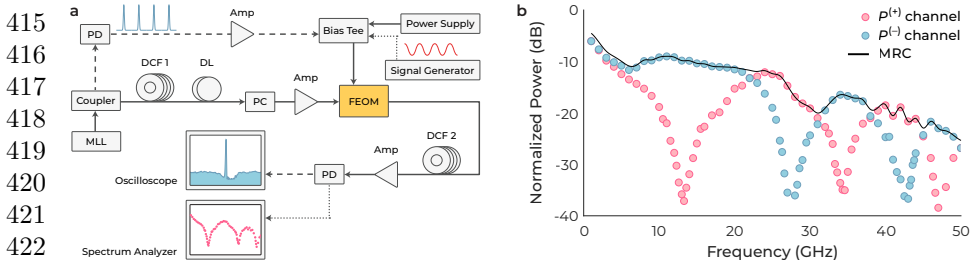 415
416
417
418
419
420
421
422
a
PD
Amp
Bias Tee
Power Supply
Signal Generator
DCF 1
DL
Amp
Coupler
PC
FEOM
MLL
DCF 2
Amp
Oscilloscope
PD
Spectrum Analyzer
b
P(+) channel
P(−) channel
MRC
Normalized Power (dB)
0
-10
-20
-30
-40
0
10
20
30
40
50
Frequency (GHz)